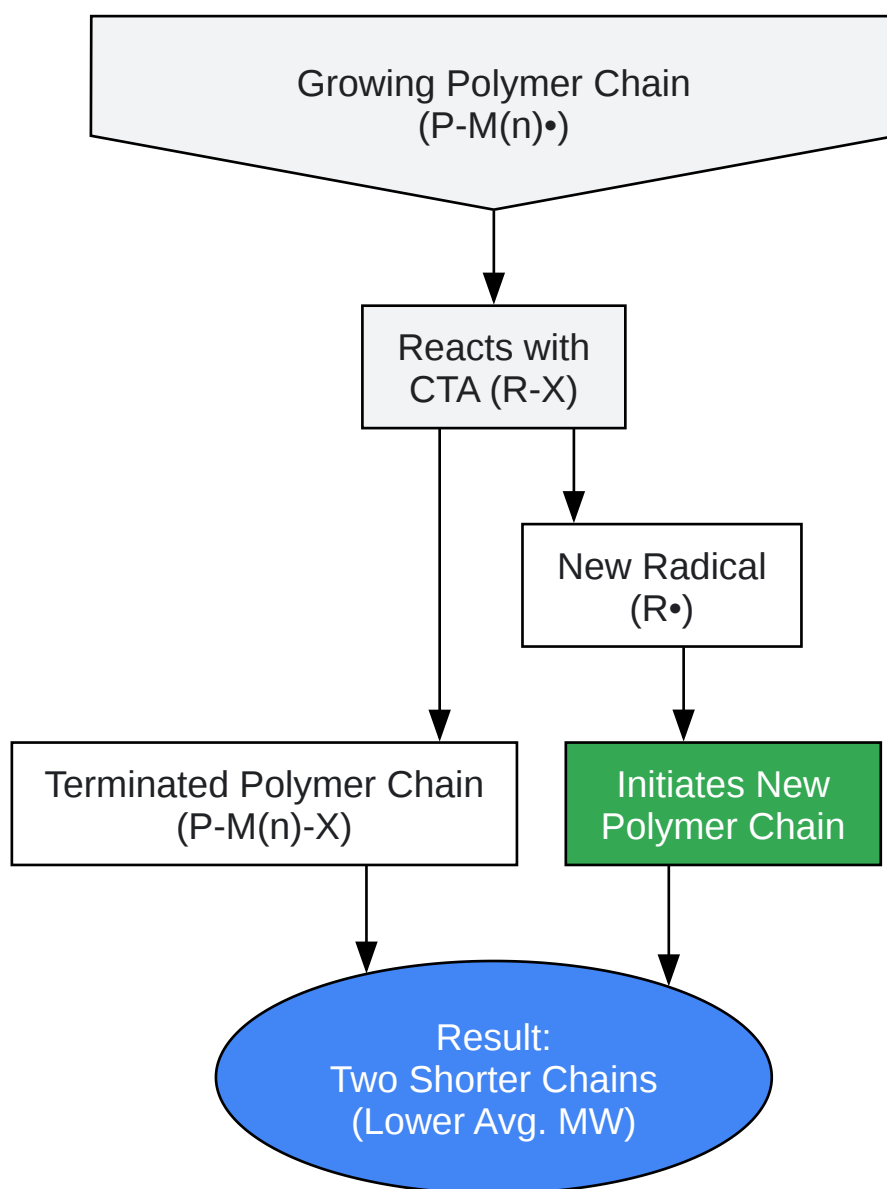 Growing Polymer Chain
(P-M(n)•)
Reacts with
CTA (R-X)
New Radical
(R•)
Terminated Polymer Chain
(P-M(n)-X)
Initiates New
Polymer Chain
Result:
Two Shorter Chains
(Lower Avg. MW)